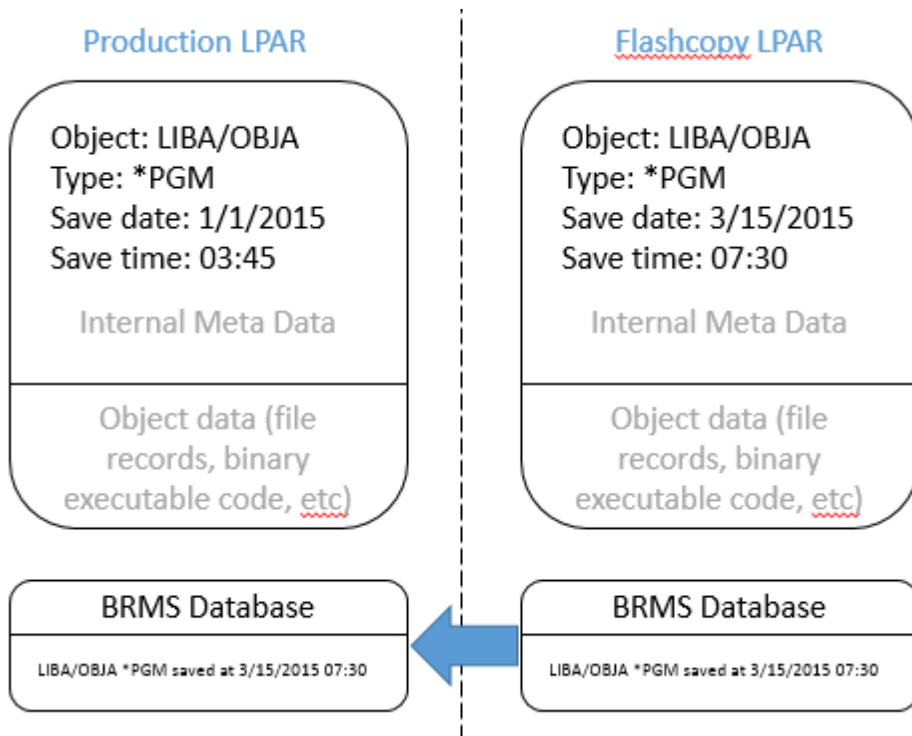 Production LPAR
Object: LIBA/OBJA
Type: *PGM
Save date: 1/1/2015
Save time: 03:45
Internal Meta Data
Object data (file
records, binary
executable code, etc)
BRMS Database
LIBA/OBJA *PGM saved at 3/15/2015 07:30
Flashcopy LPAR
Object: LIBA/OBJA
Type: *PGM
Save date: 3/15/2015
Save time: 07:30
Internal Meta Data
Object data (file
records, binary
executable code, etc)
BRMS Database
LIBA/OBJA *PGM saved at 3/15/2015 07:30